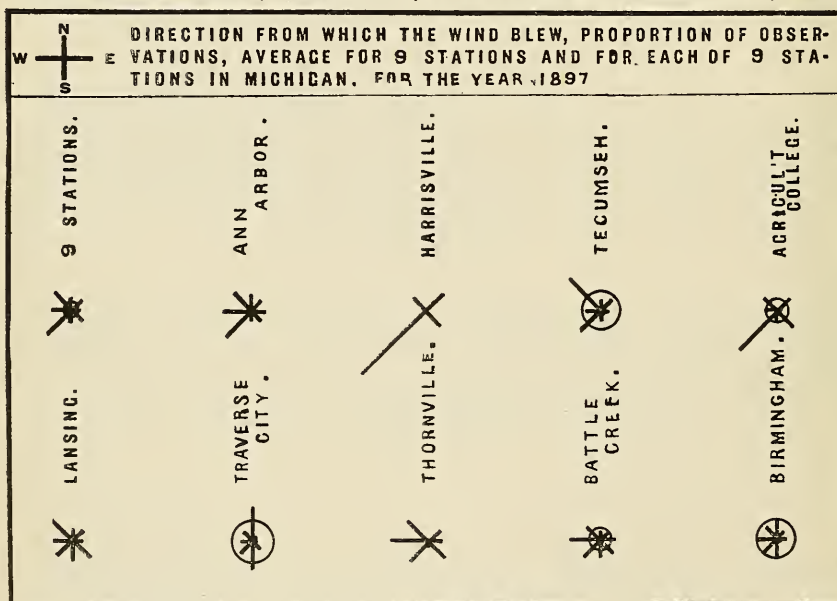 N
W E
S
DIRECTION FROM WHICH THE WIND BLEW, PROPORTION OF OBSER-
VATIONS, AVERAGE FOR 9 STATIONS AND FOR EACH OF 9 STA-
TIONS IN MICHIGAN. FOR THE YEAR 1897
9 STATIONS.
ANN
ARBOR.
HARRISVILLE.
TECUMSEH.
AGRICUL'T
COLLEGE.
LANSING.
TRAVERSE
CITY.
THORNVILLE.
BATTLE
CREEK.
BIRMINGHAM.